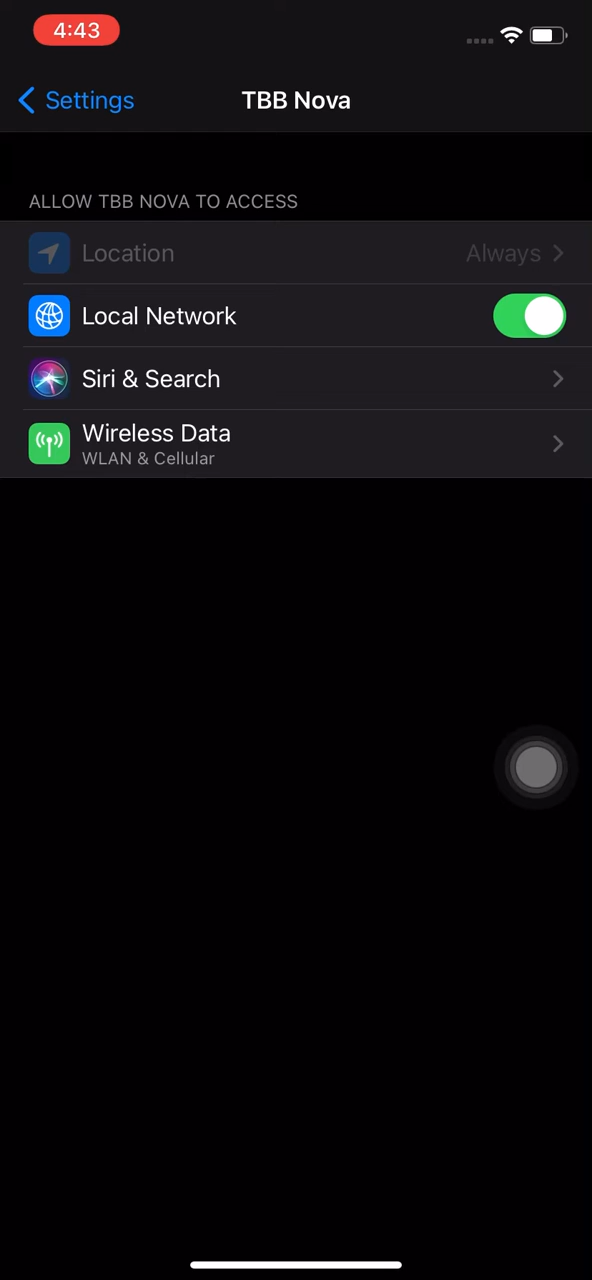 4:43
Settings
TBB Nova
ALLOW TBB NOVA TO ACCESS
Location Always
Local Network
Siri & Search
Wireless Data
WLAN & Cellular